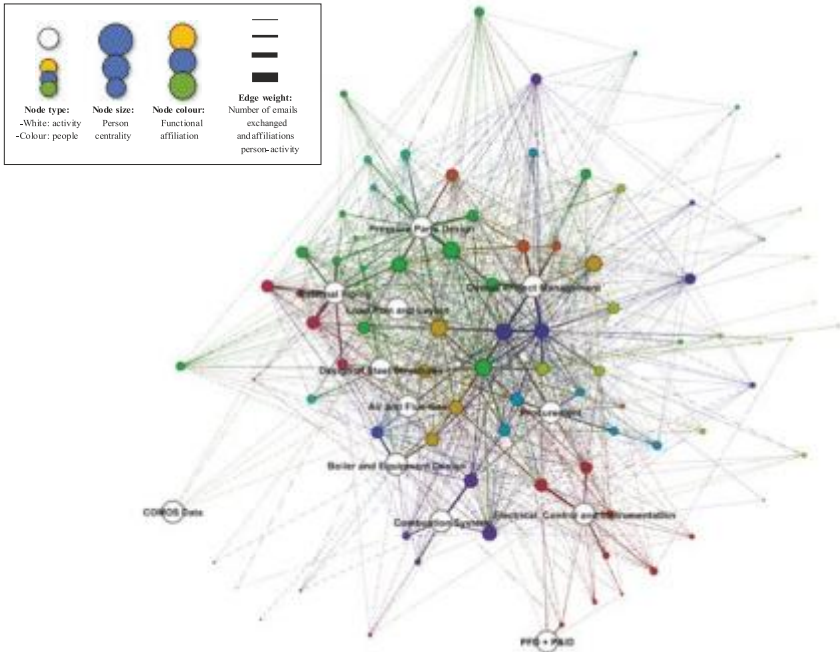 Node type:
-White: activity
-Colour: people
Node size:
Person
centrality
Node colour:
Functional
affiliation
Edge weight:
Number of emails
exchanged
andaffiliations
person-activity
Pressure Parts Design
Overall Project Management
External Piping
Load Plan and Layout
Design of Steel Structures
Air and Flue Gas
Procurement
Boiler and Equipment Design
COMOS Data
Combustion System
Electrical, Control and Instrumentation
PFD + P&ID